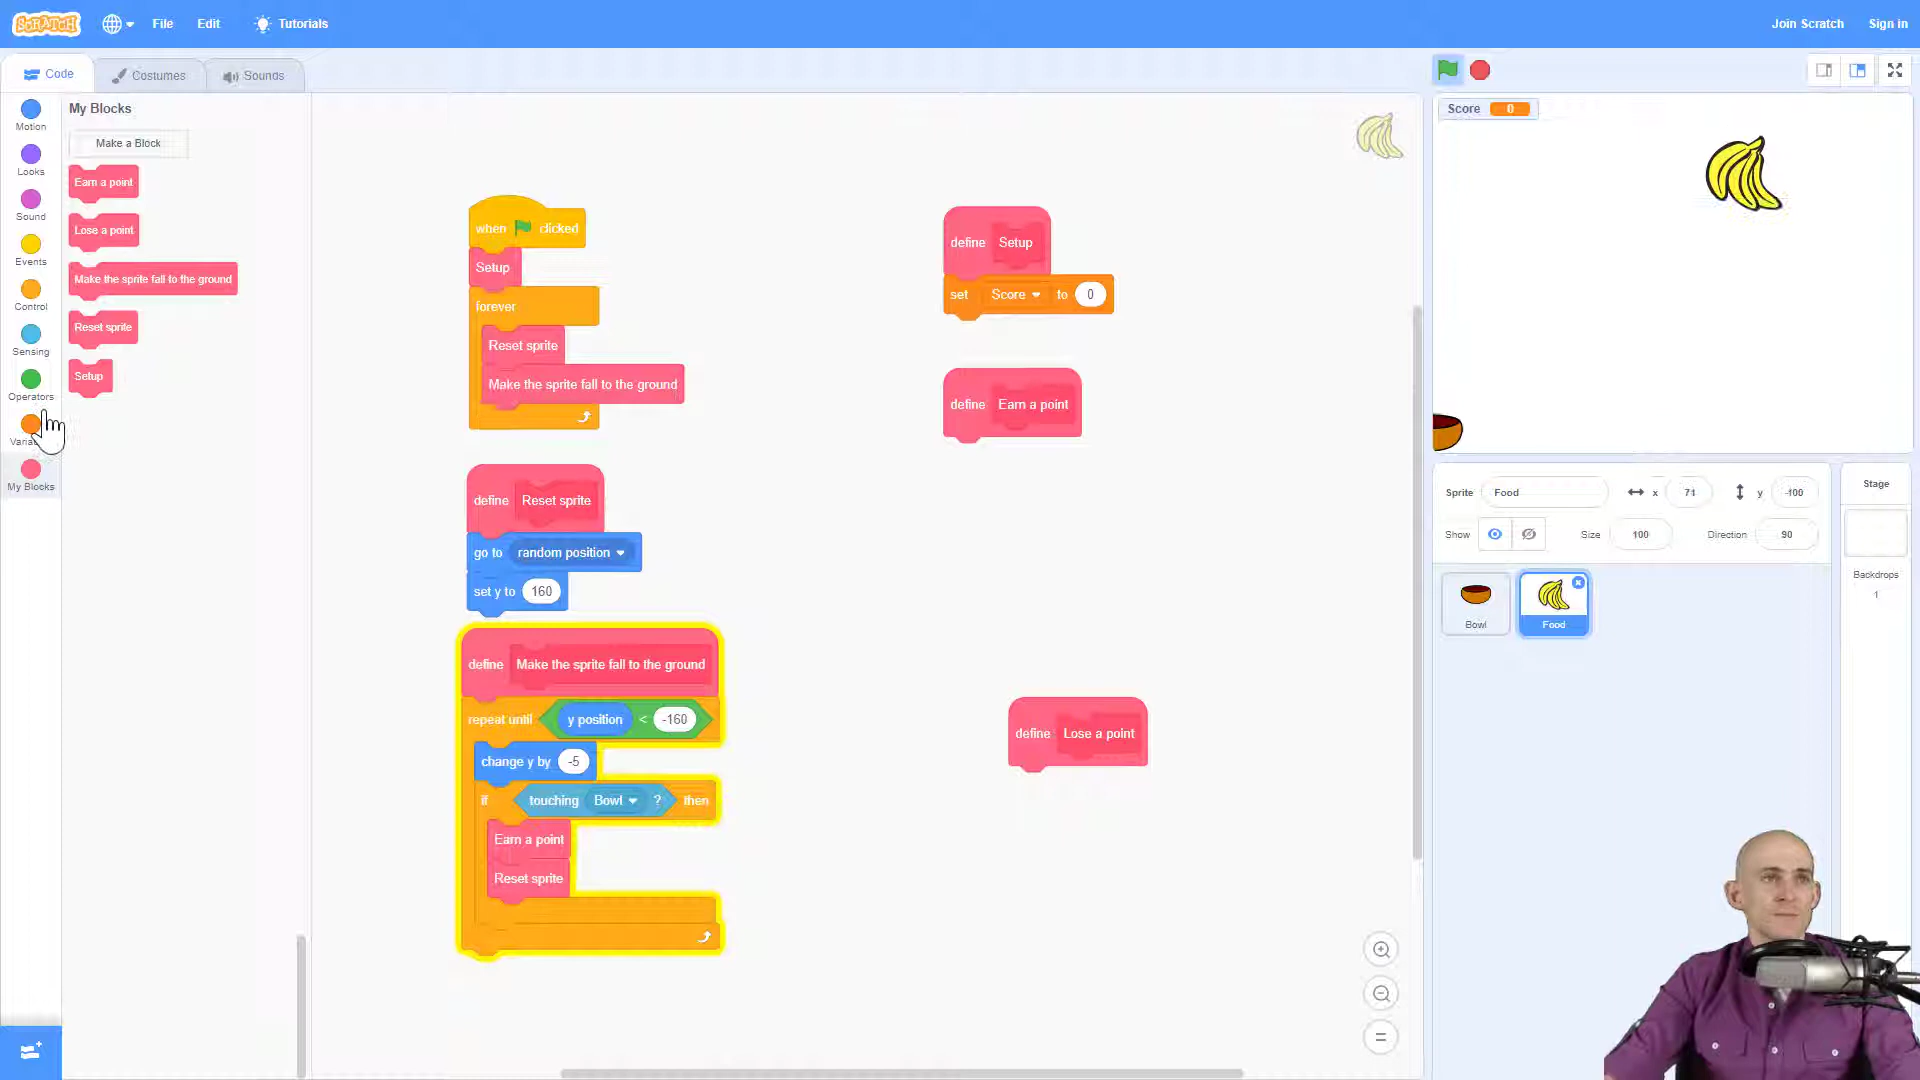 SCRATCH
File
Edit
Tutorials
Join Scratch
Sign in
Code
Costumes
Sounds
Motion
Looks
Sound
Events
Control
Sensing
Operators
My Blocks
My Blocks
Make a Block
Earn a point
Lose a point
Make the sprite fall to the ground
Reset sprite
Setup
when clicked
Setup
forever
Reset sprite
Make the sprite fall to the ground
define Reset sprite
go to random position
set y to 160
define Make the sprite fall to the ground
repeat until y position < -160
change y by -5
if touching Bowl ? then
Earn a point
Reset sprite
define Setup
set Score to 0
define Earn a point
define Lose a point
Score 0
Sprite Food x 71 y -100
Show Size 100 Direction 90
Bowl
Food
Stage
Backdrops
1